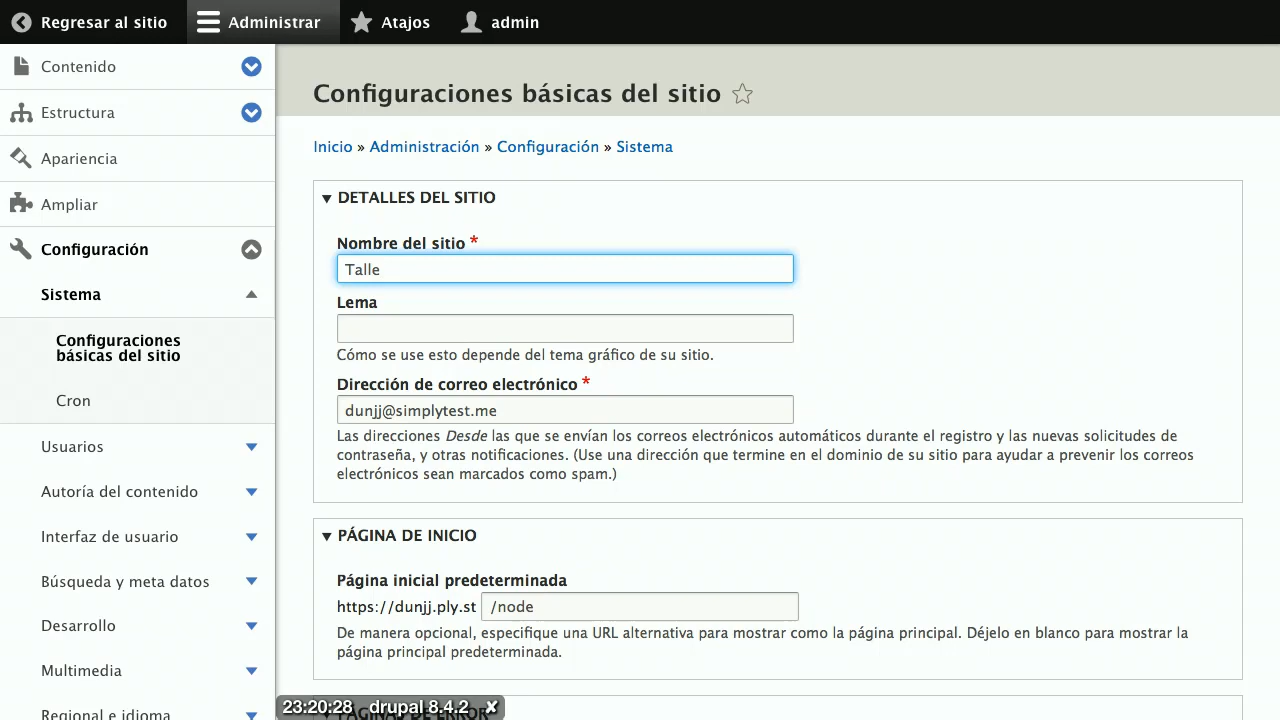 Regresar al sitio
Administrar
Atajos
admin
Contenido
Estructura
Apariencia
Ampliar
Configuración
Sistema
Configuraciones
básicas del sitio
Cron
Usuarios
Autoría del contenido
Interfaz de usuario
Búsqueda y meta datos
Desarrollo
Multimedia
Regional e idioma
Configuraciones básicas del sitio
Inicio » Administración » Configuración » Sistema
DETALLES DEL SITIO
Nombre del sitio *
Talle
Lema
Cómo se use esto depende del tema gráfico de su sitio.
Dirección de correo electrónico *
dunjj@simplytest.me
Las direcciones Desde las que se envían los correos electrónicos automáticos durante el registro y las nuevas solicitudes de
contraseña, y otras notificaciones. (Use una dirección que termine en el dominio de su sitio para ayudar a prevenir los correos
electrónicos sean marcados como spam.)
PÁGINA DE INICIO
Página inicial predeterminada
https://dunjj.ply.st /node
De manera opcional, especifique una URL alternativa para mostrar como la página principal. Déjelo en blanco para mostrar la
página principal predeterminada.
PÁGINAS DE ERROR
23:20:28 drupal 8.4.2 ✘